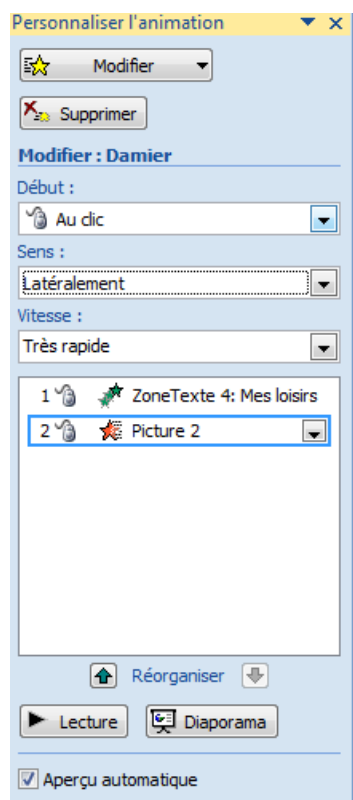 Personnaliser l'animation
Modifier
Supprimer
Modifier : Damier
Début :
Au clic
Sens :
Latéralement
Vitesse :
Très rapide
1 ZoneTexte 4: Mes loisirs
2 Picture 2
Réorganiser
Lecture Diaporama
Aperçu automatique